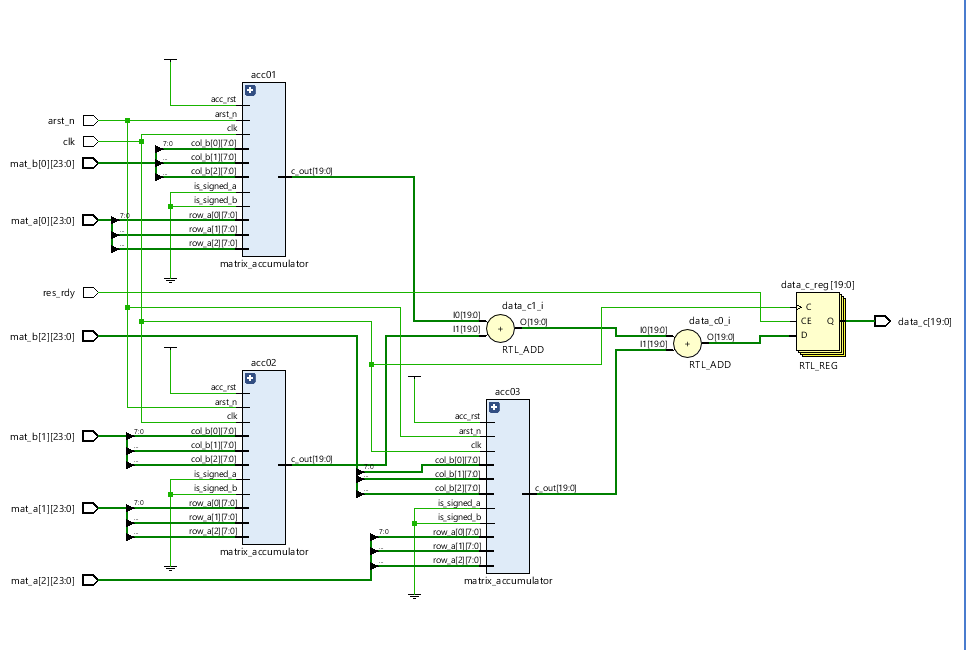 acc01
acc_rst
arst_n
arst_n
clk
clk
7:0
col_b[0][7:0]
mat_b[0][23:0]
..
col_b[1][7:0]
..
col_b[2][7:0]
c_out[19:0]
is_signed_a
is_signed_b
mat_a[0][23:0]
7:0
row_a[0][7:0]
..
row_a[1][7:0]
..
row_a[2][7:0]
matrix_accumulator
res_rdy
mat_b[2][23:0]
data_c1_i
I0[19:0]
I1[19:0]
O[19:0]
+
RTL_ADD
data_c0_i
I0[19:0]
I1[19:0]
O[19:0]
+
RTL_ADD
data_c_reg[19:0]
C
CE
Q
D
RTL_REG
data_c[19:0]
acc02
acc_rst
arst_n
clk
mat_b[1][23:0]
7:0
col_b[0][7:0]
..
col_b[1][7:0]
..
col_b[2][7:0]
c_out[19:0]
is_signed_a
is_signed_b
mat_a[1][23:0]
7:0
row_a[0][7:0]
..
row_a[1][7:0]
..
row_a[2][7:0]
matrix_accumulator
acc03
acc_rst
arst_n
clk
7:0
col_b[0][7:0]
..
col_b[1][7:0]
..
col_b[2][7:0]
c_out[19:0]
is_signed_a
is_signed_b
7:0
row_a[0][7:0]
..
row_a[1][7:0]
..
row_a[2][7:0]
mat_a[2][23:0]
matrix_accumulator